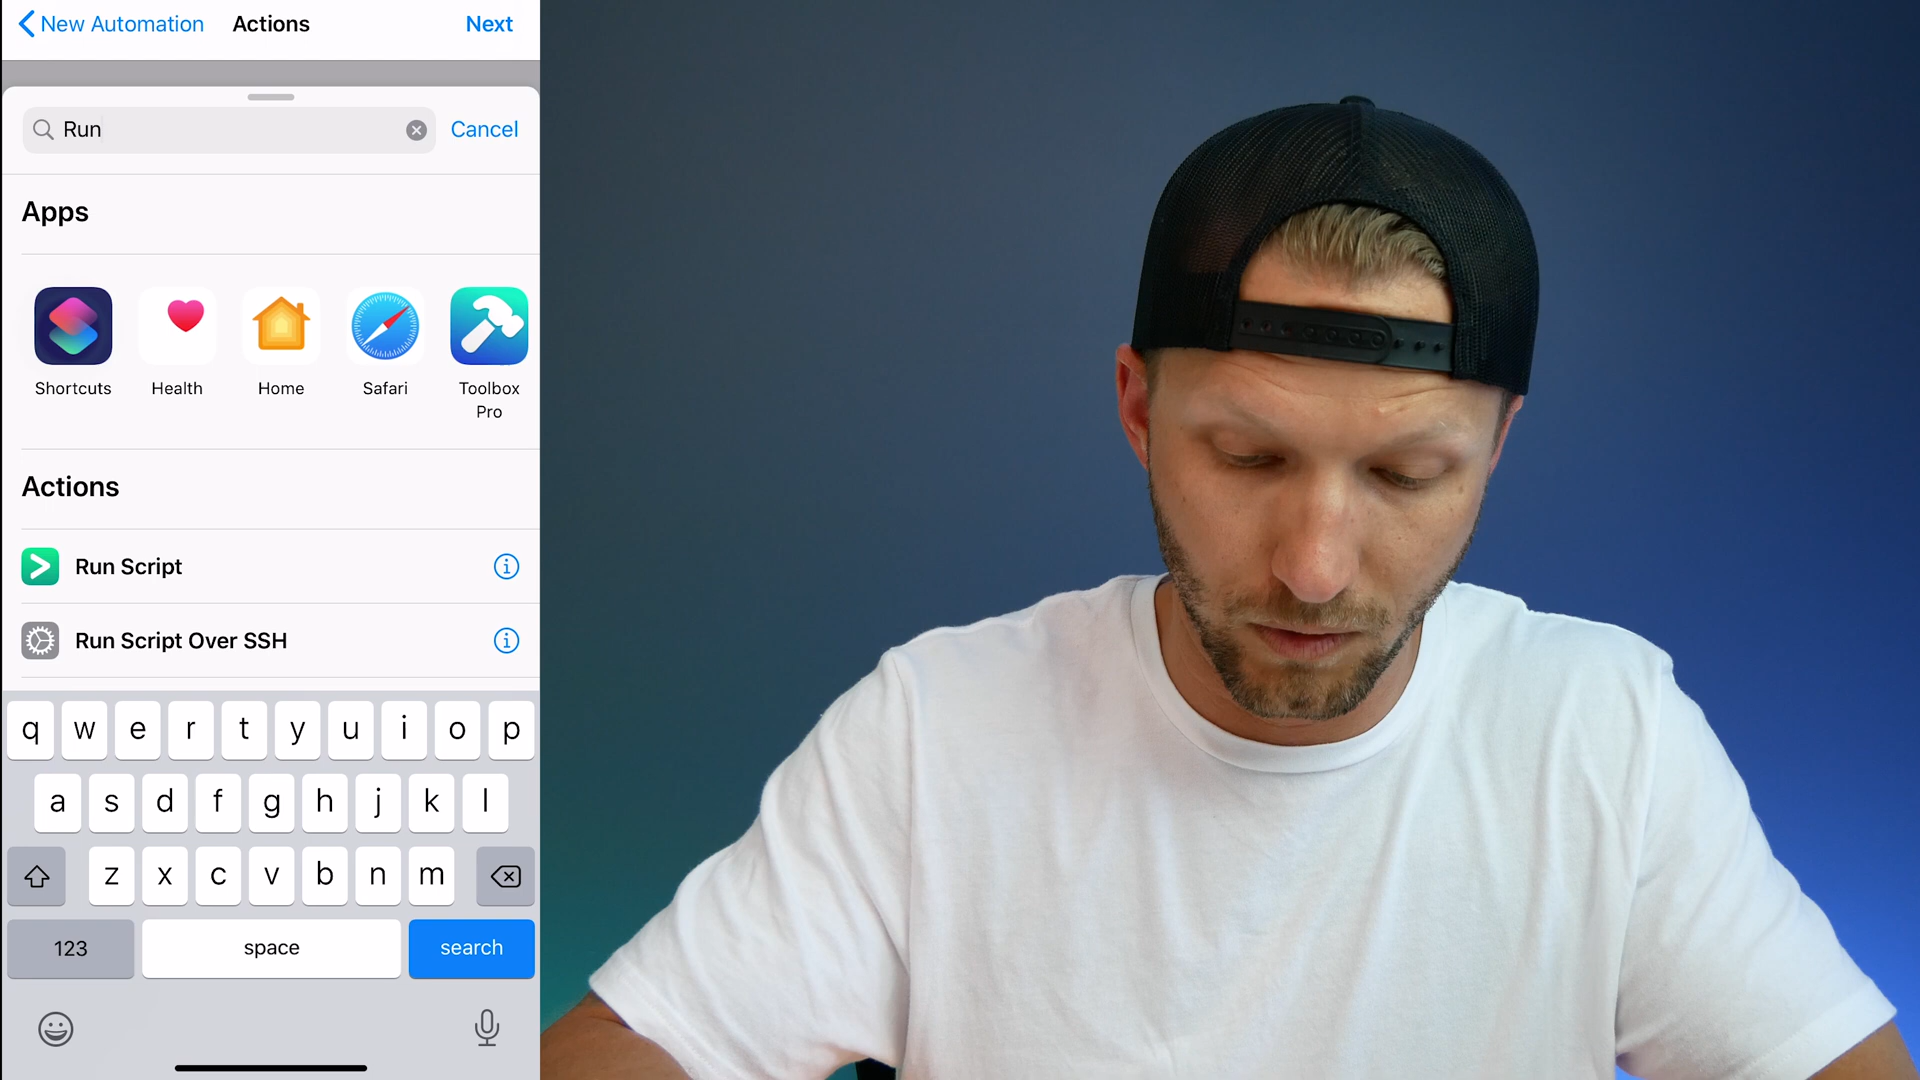 New Automation Actions Next
Run Cancel
Apps
Shortcuts Health Home Safari Toolbox
Pro
Actions
Run Script
Run Script Over SSH
q w e r t y u i o p
a s d f g h j k l
z x c v b n m
123 space search